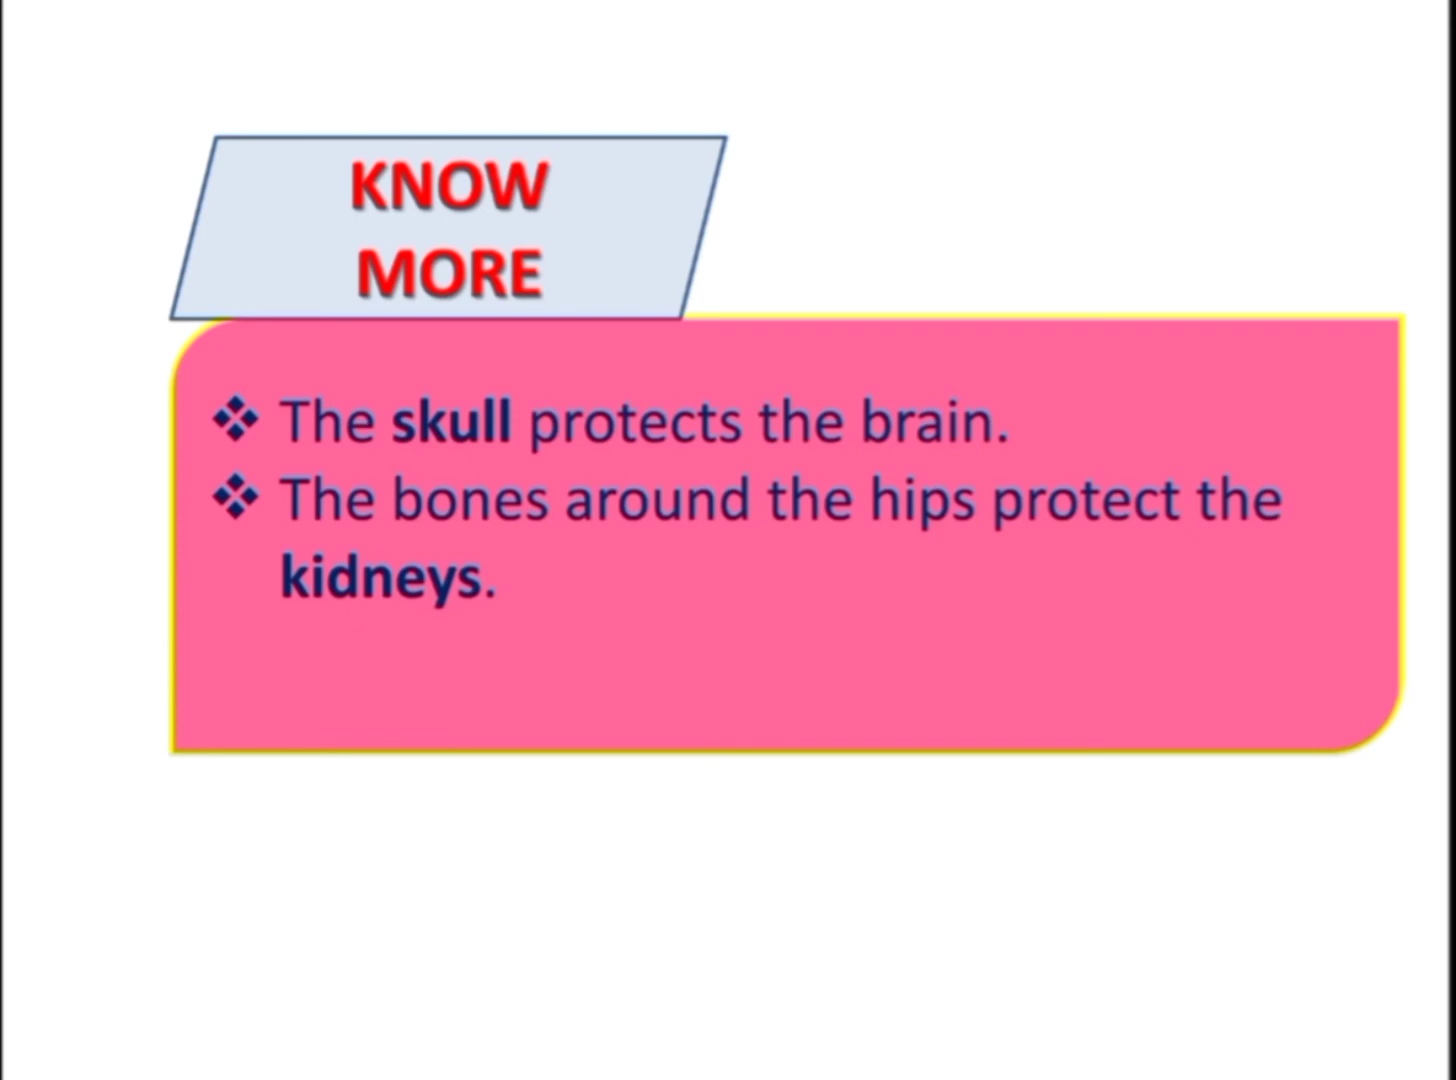 KNOW
MORE
❖ The skull protects the brain.
❖ The bones around the hips protect the
kidneys.